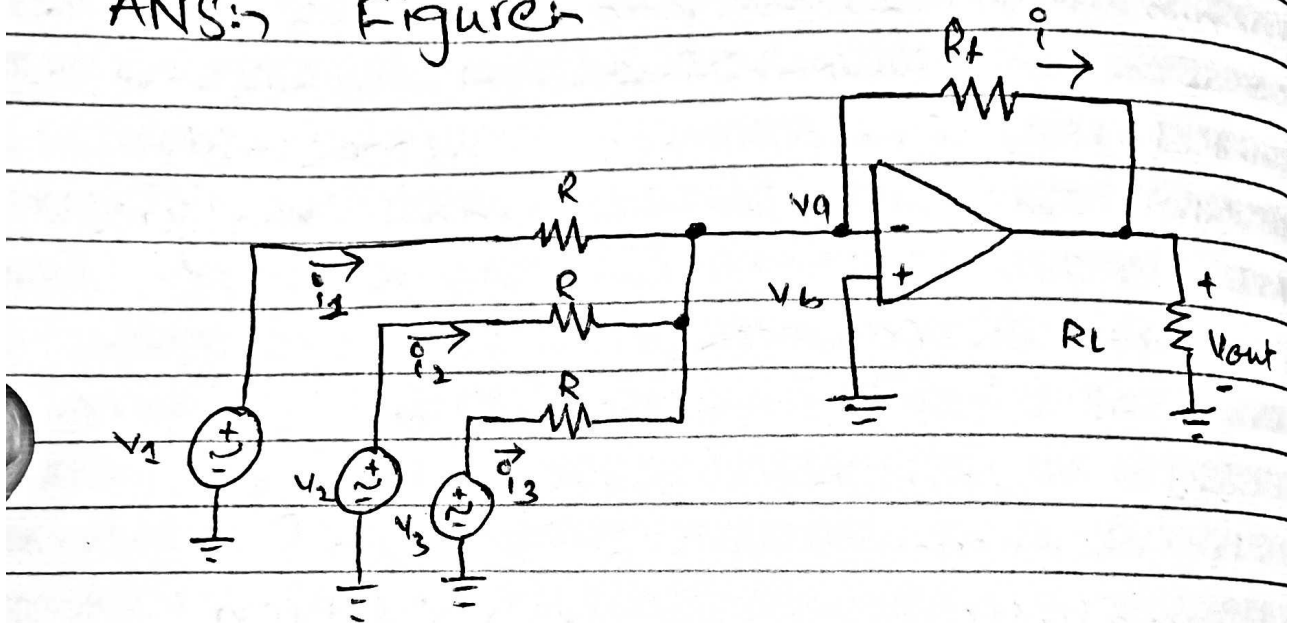 ANS:→ Figure:-
Rf i
R
va
-
i1
R
Vb
+
+
i2
RL
Vout
R
-
V1
+
-
i3
V2
+
-
V3
+
-